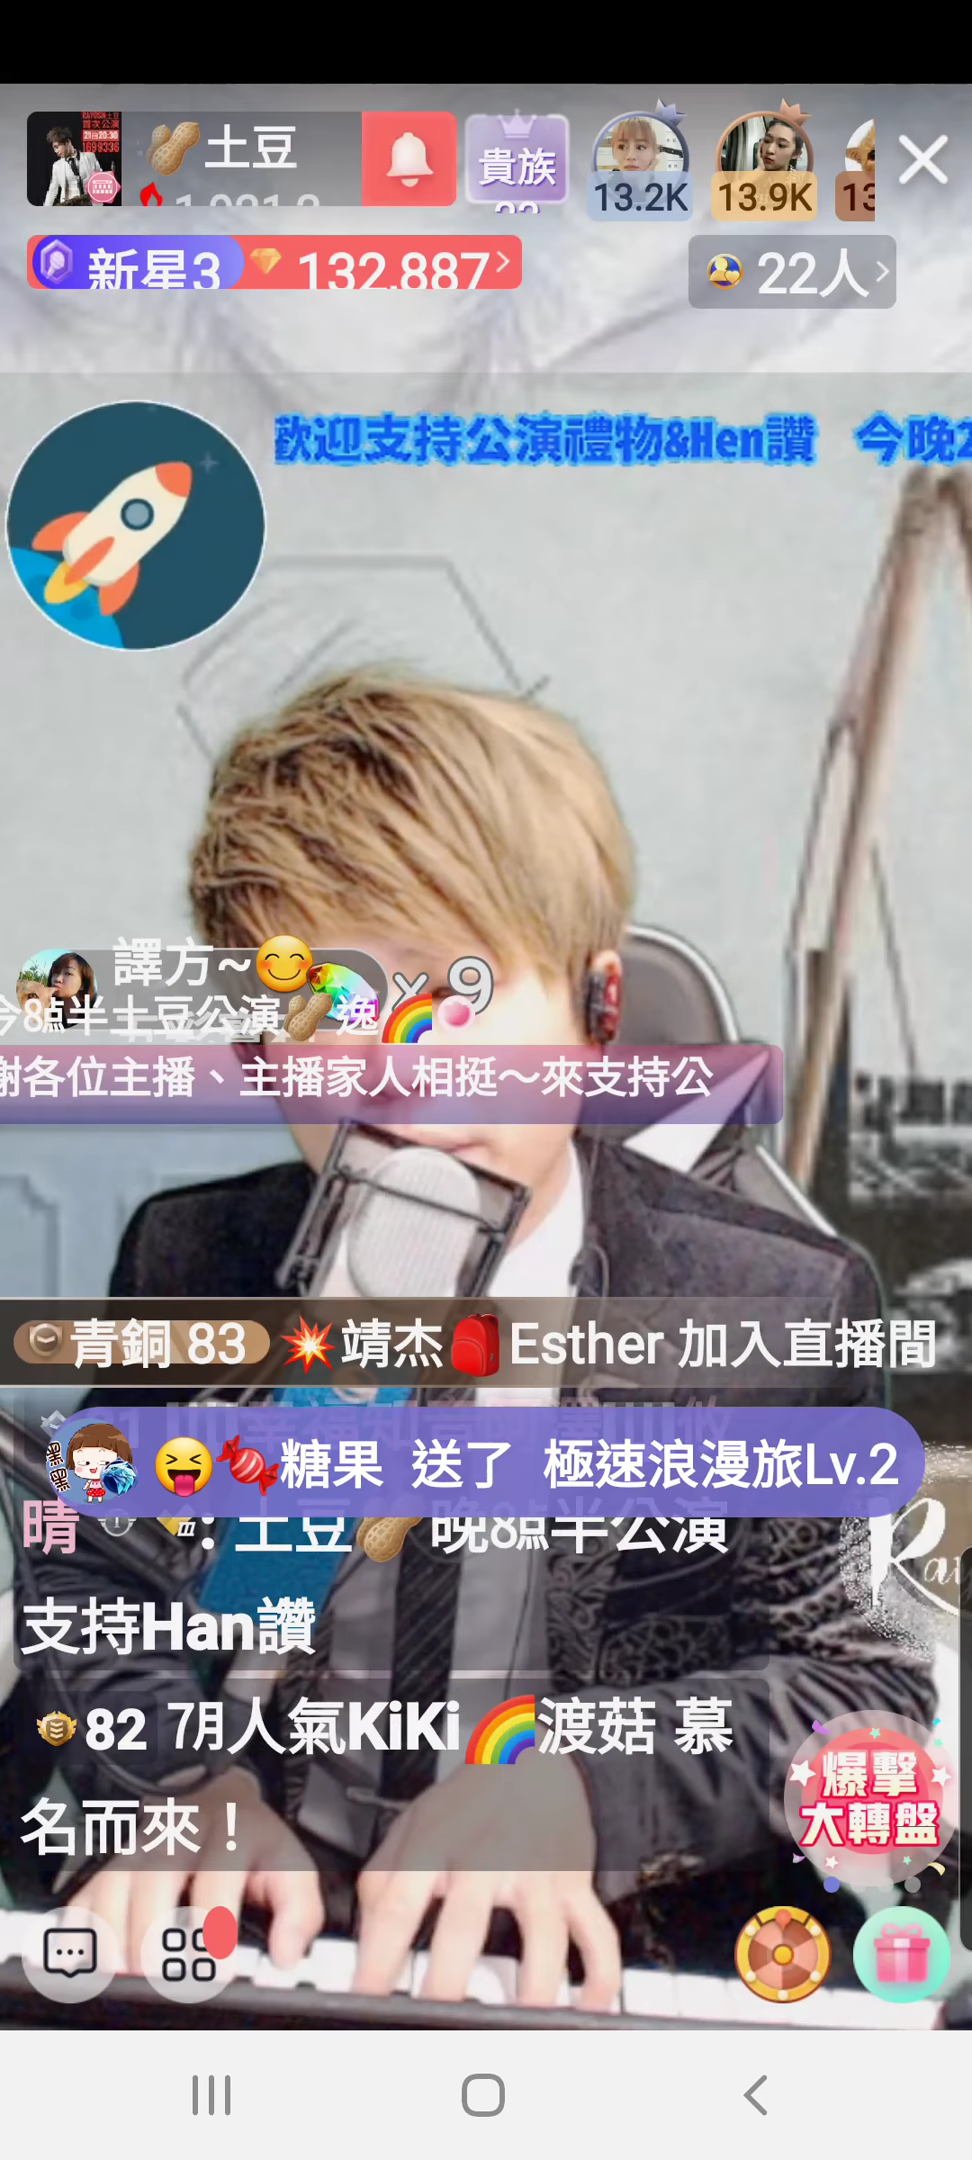 🥜土豆
貴族
13.2K
13.9K
13
新星3
132,887
22人
歡迎支持公演禮物&Hen讚 今晚2
譯方~😊
x 9
今8點半土豆公演🥜逸🌈
謝各位主播、主播家人相挺～來支持公
青銅 83 💥靖杰🎒Esther 加入直播間
😝🍬糖果 送了 極速浪漫旅Lv.2
晴 : 土豆🥜晚8點半公演
支持Han讚
82 7月人氣KiKi🌈渡菇 慕
名而來！
爆擊
大轉盤